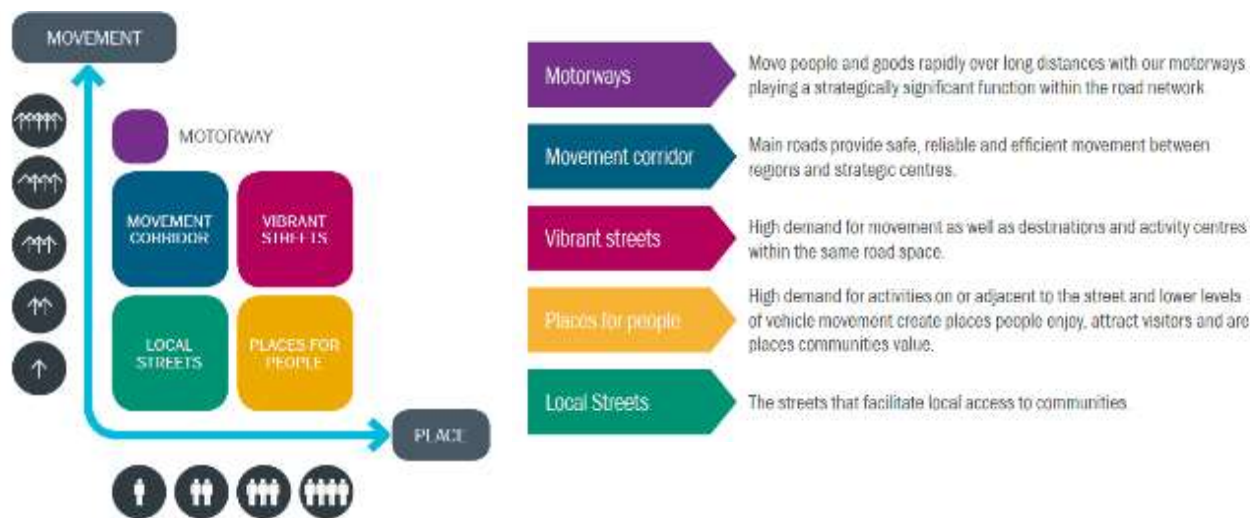 MOVEMENT
MOTORWAY
MOVEMENT
CORRIDOR
VIBRANT
STREETS
LOCAL
STREETS
PLACES FOR
PEOPLE
PLACE
Motorways
Move people and goods rapidly over long distances with our motorways
playing a strategically significant function within the road network.
Movement corridor
Main roads provide safe, reliable and efficient movement between
regions and strategic centres.
Vibrant streets
High demand for movement as well as destinations and activity centres
within the same road space.
Places for people
High demand for activities on or adjacent to the street and lower levels
of vehicle movement create places people enjoy, attract visitors and are
places communities value.
Local Streets
The streets that facilitate local access to communities.